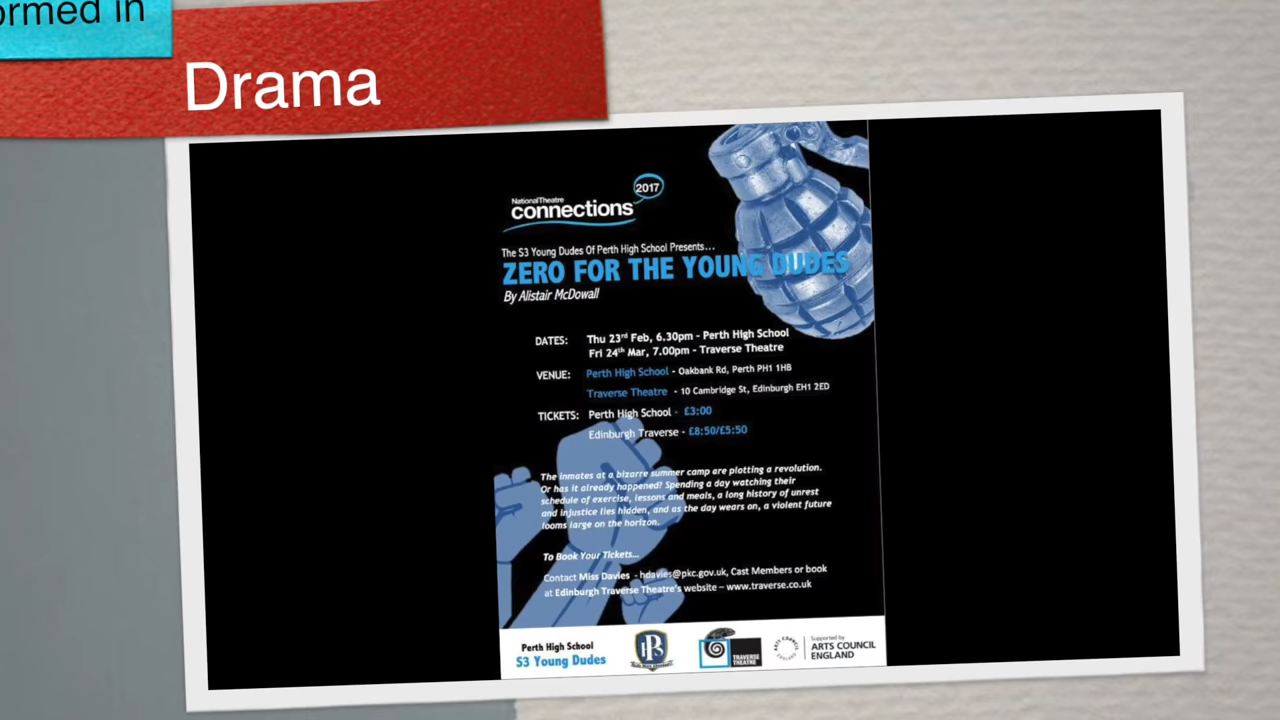 ormed in
Drama
NationalTheatre
connections
2017
The S3 Young Dudes Of Perth High School Presents...
ZERO FOR THE YOUNG DUDES
By Alistair McDowall
DATES: Thu 23rd Feb, 6.30pm - Perth High School
Fri 24th Mar, 7.00pm - Traverse Theatre
VENUE: Perth High School - Oakbank Rd, Perth PH1 1HB
Traverse Theatre - 10 Cambridge St, Edinburgh EH1 2ED
TICKETS: Perth High School - £3:00
Edinburgh Traverse - £8:50/£5:50
The inmates at a bizarre summer camp are plotting a revolution.
Or has it already happened? Spending a day watching their
schedule of exercise, lessons and meals, a long history of unrest
and injustice lies hidden, and as the day wears on, a violent future
looms large on the horizon.
To Book Your Tickets...
Contact Miss Davies - hdavies@pkc.gov.uk, Cast Members or book
at Edinburgh Traverse Theatre's website – www.traverse.co.uk
Perth High School
S3 Young Dudes
TRAVERSE
THEATRE
Supported by
ARTS COUNCIL
ENGLAND